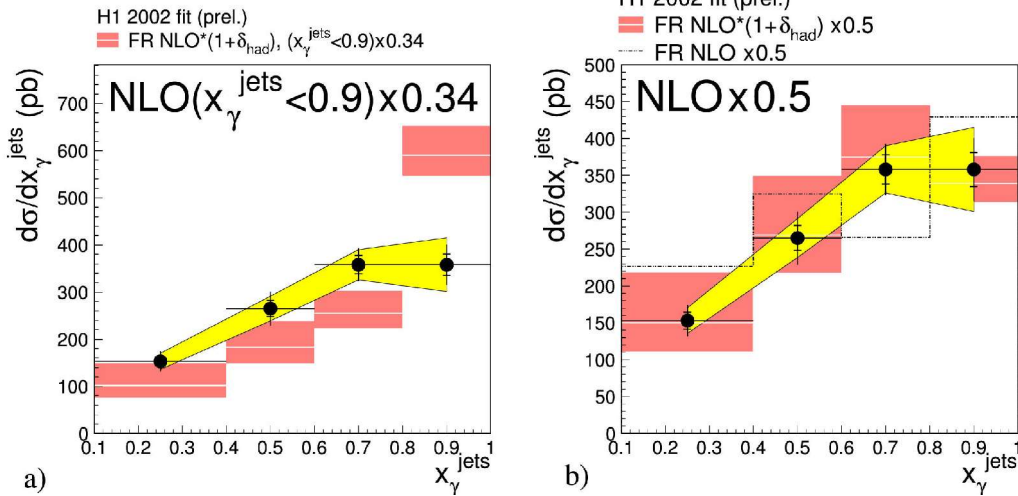 H1 2002 fit (prel.)
FR NLO*(1+δhad), (xγjets<0.9)x0.34
NLO(xγjets<0.9)x0.34
dσ/dxγjets (pb)
700
600
500
400
300
200
100
0
0.1 0.2 0.3 0.4 0.5 0.6 0.7 0.8 0.9 1
xγjets
a)
H1 2002 fit (prel.)
FR NLO*(1+δhad) x0.5
FR NLO x0.5
NLOx0.5
dσ/dxγjets (pb)
500
450
400
350
300
250
200
150
100
50
0
0.1 0.2 0.3 0.4 0.5 0.6 0.7 0.8 0.9 1
xγjets
b)